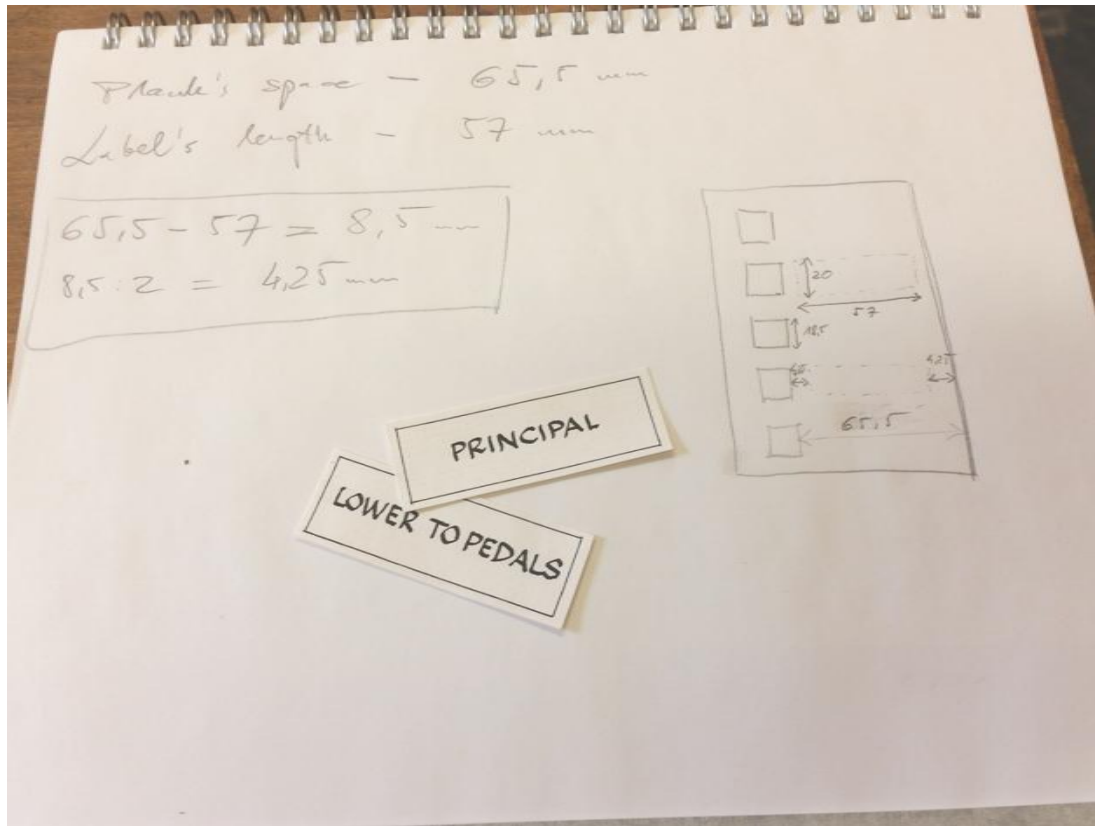 Plank's space - 65,5 mm
Label's length - 57 mm
65,5 - 57 = 8,5 mm
8,5 : 2 = 4,25 mm
20
57
18,5
4,25
65,5
PRINCIPAL
LOWER TO PEDALS